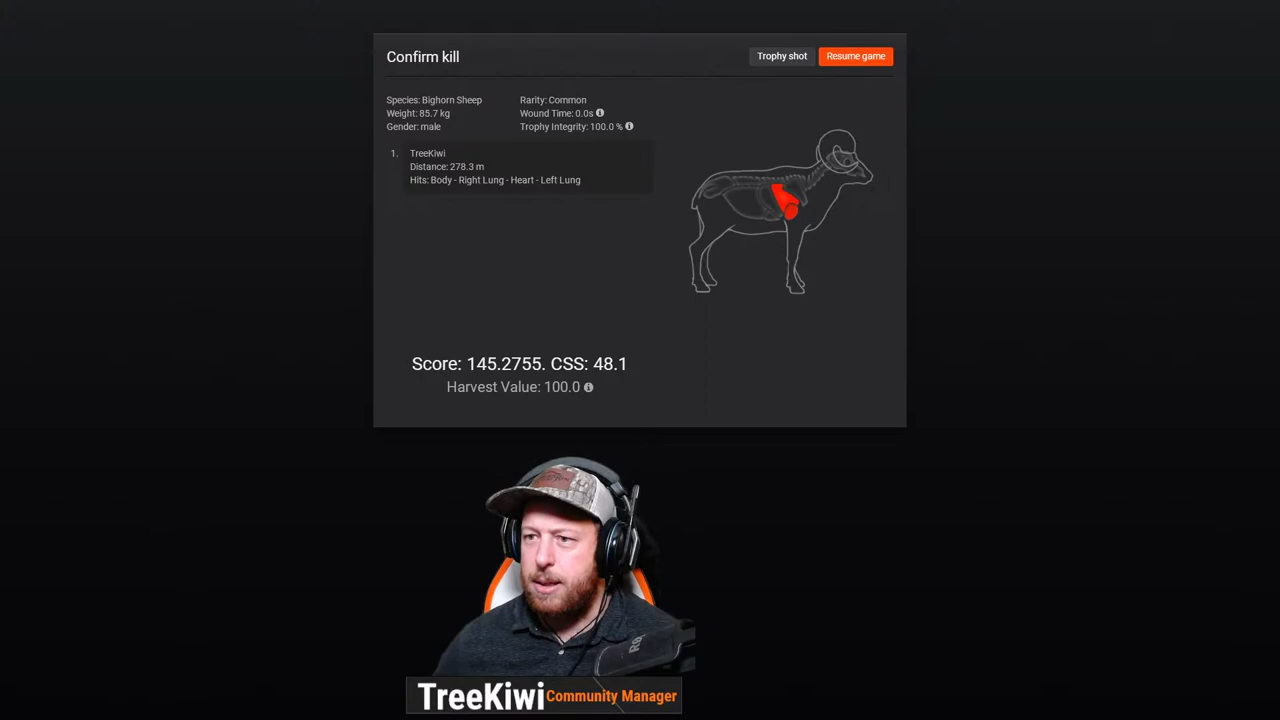 Confirm kill
Trophy shot
Resume game
Species: Bighorn Sheep
Rarity: Common
Weight: 85.7 kg
Wound Time: 0.0s
Gender: male
Trophy Integrity: 100.0 %
1. TreeKiwi
Distance: 278.3 m
Hits: Body - Right Lung - Heart - Left Lung
Score: 145.2755. CSS: 48.1
Harvest Value: 100.0
TreeKiwi Community Manager